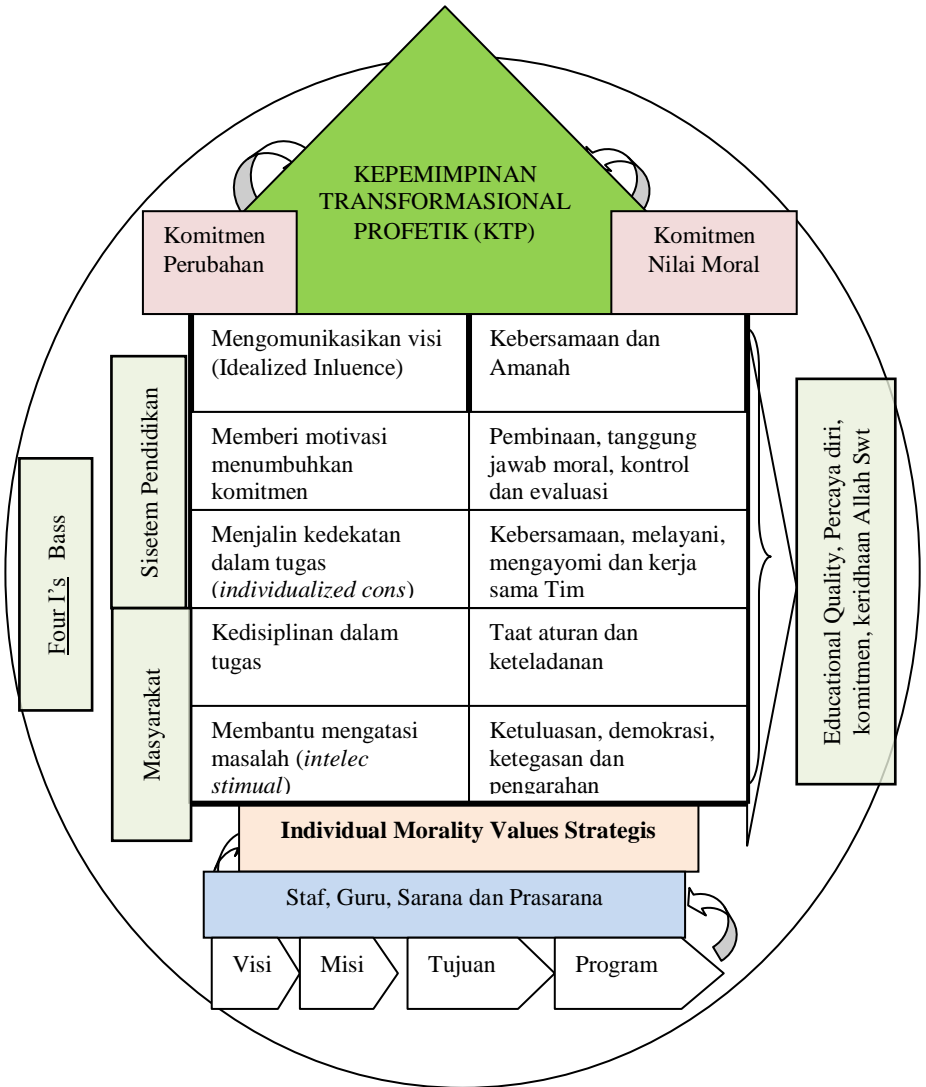 KEPEMIMPINAN
TRANSFORMASIONAL
PROFETIK (KTP)
Komitmen
Perubahan
Komitmen
Nilai Moral
Four I's Bass
Sisetem Pendidikan
Masyarakat
Mengomunikasikan visi
(Idealized Inluence)
Kebersamaan dan
Amanah
Memberi motivasi
menumbuhkan
komitmen
Pembinaan, tanggung
jawab moral, kontrol
dan evaluasi
Menjalin kedekatan
dalam tugas
(individualized cons)
Kebersamaan, melayani,
mengayomi dan kerja
sama Tim
Kedisiplinan dalam
tugas
Taat aturan dan
keteladanan
Membantu mengatasi
masalah (intelec
stimual)
Ketuluasan, demokrasi,
ketegasan dan
pengarahan
Educational Quality, Percaya diri,
komitmen, keridhaan Allah Swt
Individual Morality Values Strategis
Staf, Guru, Sarana dan Prasarana
Visi
Misi
Tujuan
Program